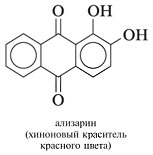 O
OH
OH
O
ализарин
(хиноновый краситель
красного цвета)